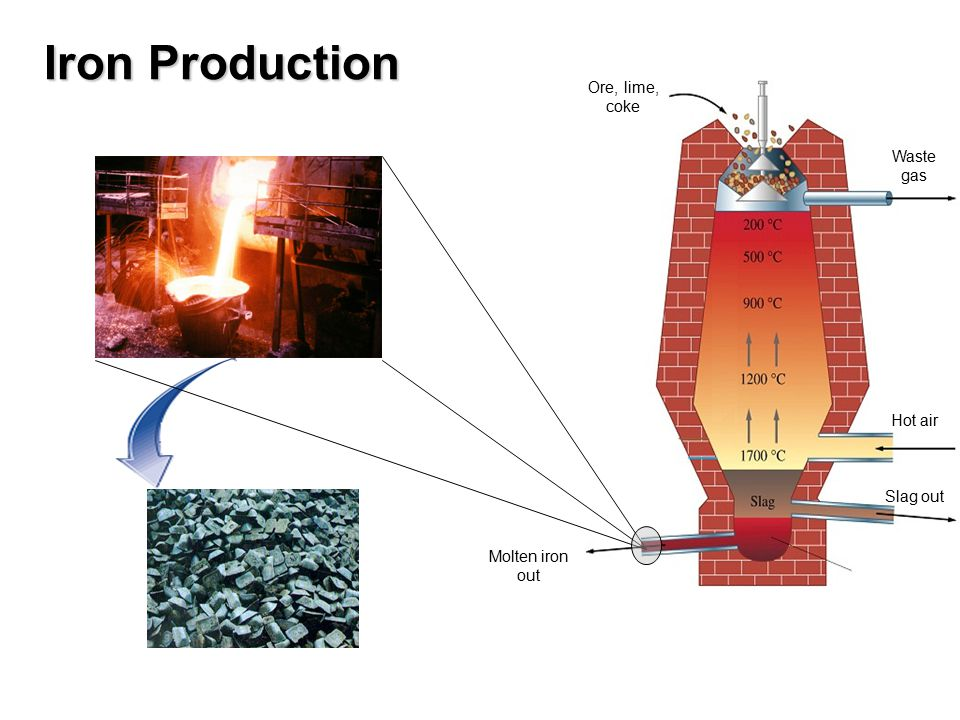 Iron Production
Ore, lime,
coke
Waste
gas
200 °C
500 °C
900 °C
1200 °C
Hot air
1700 °C
Slag
Slag out
Molten iron
out